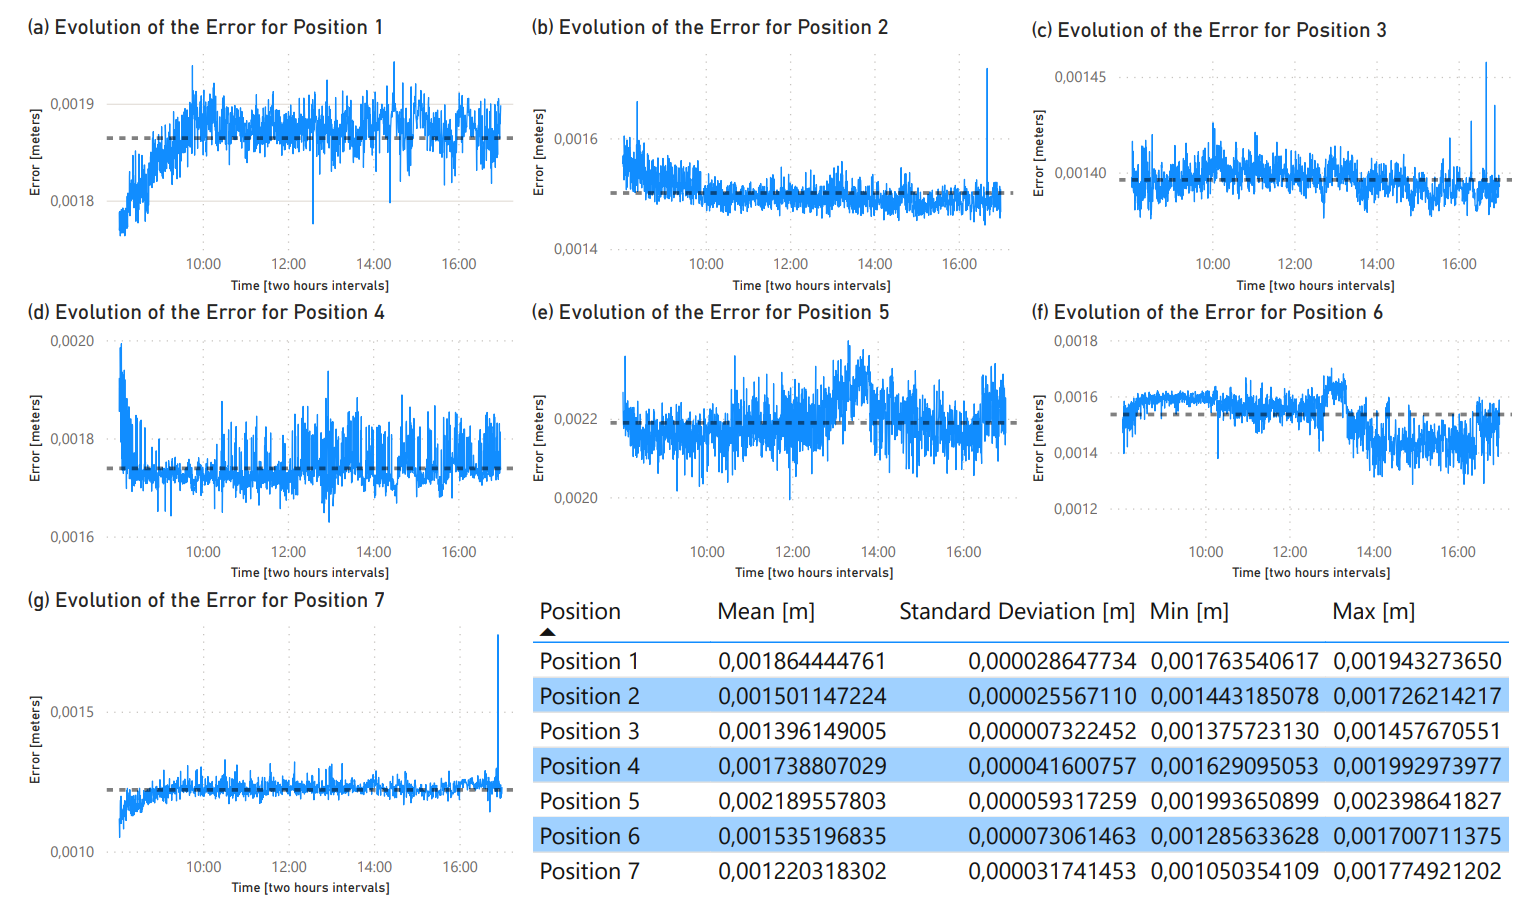 (a) Evolution of the Error for Position 1
Error [meters]
0,0019
0,0018
10:00 12:00 14:00 16:00
Time [two hours intervals]
(b) Evolution of the Error for Position 2
Error [meters]
0,0016
0,0014
10:00 12:00 14:00 16:00
Time [two hours intervals]
(c) Evolution of the Error for Position 3
Error [meters]
0,00145
0,00140
10:00 12:00 14:00 16:00
Time [two hours intervals]
(d) Evolution of the Error for Position 4
Error [meters]
0,0020
0,0018
0,0016
10:00 12:00 14:00 16:00
Time [two hours intervals]
(e) Evolution of the Error for Position 5
Error [meters]
0,0022
0,0020
10:00 12:00 14:00 16:00
Time [two hours intervals]
(f) Evolution of the Error for Position 6
Error [meters]
0,0018
0,0016
0,0014
0,0012
10:00 12:00 14:00 16:00
Time [two hours intervals]
(g) Evolution of the Error for Position 7
Error [meters]
0,0015
0,0010
10:00 12:00 14:00 16:00
Time [two hours intervals]
Position Mean [m] Standard Deviation [m] Min [m] Max [m]
Position 1 0,001864444761 0,000028647734 0,001763540617 0,001943273650
Position 2 0,001501147224 0,000025567110 0,001443185078 0,001726214217
Position 3 0,001396149005 0,000007322452 0,001375723130 0,001457670551
Position 4 0,001738807029 0,000041600757 0,001629095053 0,001992973977
Position 5 0,002189557803 0,000059317259 0,001993650899 0,002398641827
Position 6 0,001535196835 0,000073061463 0,001285633628 0,001700711375
Position 7 0,001220318302 0,000031741453 0,001050354109 0,001774921202